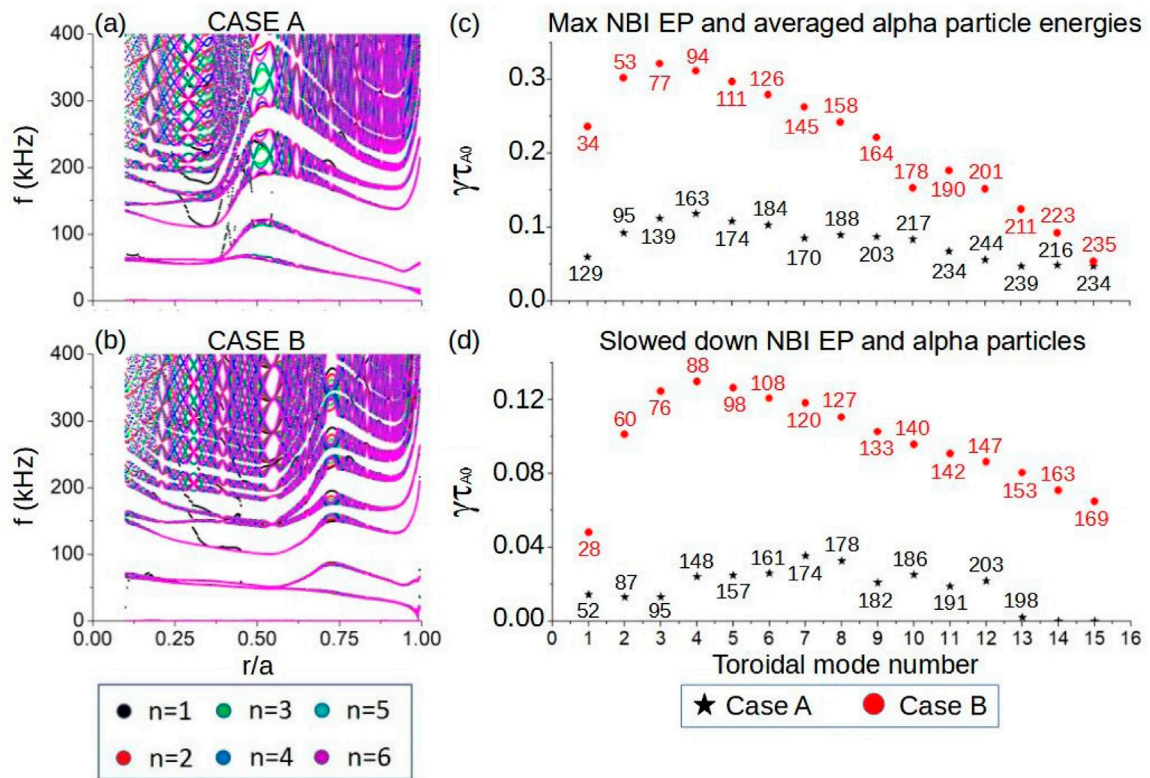 (a) CASE A
400
300
200
100
0
f (kHz)
(b) CASE B
400
300
200
100
0
f (kHz)
0.00 0.25 0.50 0.75 1.00
r/a
n=1 n=3 n=5
n=2 n=4 n=6
(c) Max NBI EP and averaged alpha particle energies
0.3
0.2
0.1
0.0
γτA0
53 94 126 158
77 111 145 164
34 178 201
190
211 223 235
95 163 184 188 217 244 216
129 139 174 170 203 234 239 234
(d) Slowed down NBI EP and alpha particles
0.12
0.08
0.04
0.00
γτA0
88 108 127 140 147 163
60 76 98 120 133 142 153 169
28
87 148 161 178 186 203 198
52 95 157 174 182 191
0 1 2 3 4 5 6 7 8 9 10 11 12 13 14 15 16
Toroidal mode number
Case A Case B